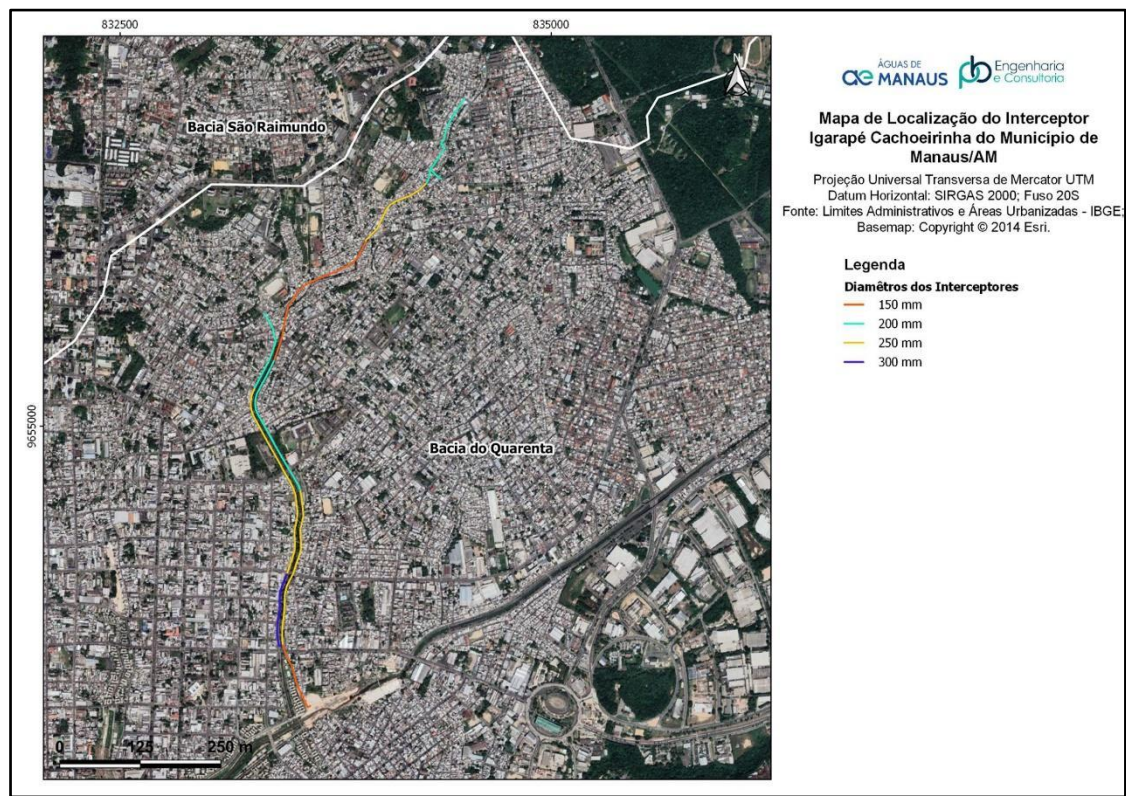 832500
835000
9655000
Bacia São Raimundo
Bacia do Quarenta
N
0 125 250 m
ÁGUAS DE
ae MANAUS
pb Engenharia
e Consultoria
Mapa de Localização do Interceptor
Igarapé Cachoeirinha do Município de
Manaus/AM
Projeção Universal Transversa de Mercator UTM
Datum Horizontal: SIRGAS 2000; Fuso 20S
Fonte: Limites Administrativos e Áreas Urbanizadas - IBGE;
Basemap: Copyright © 2014 Esri.
Legenda
Diamêtros dos Interceptores
150 mm
200 mm
250 mm
300 mm